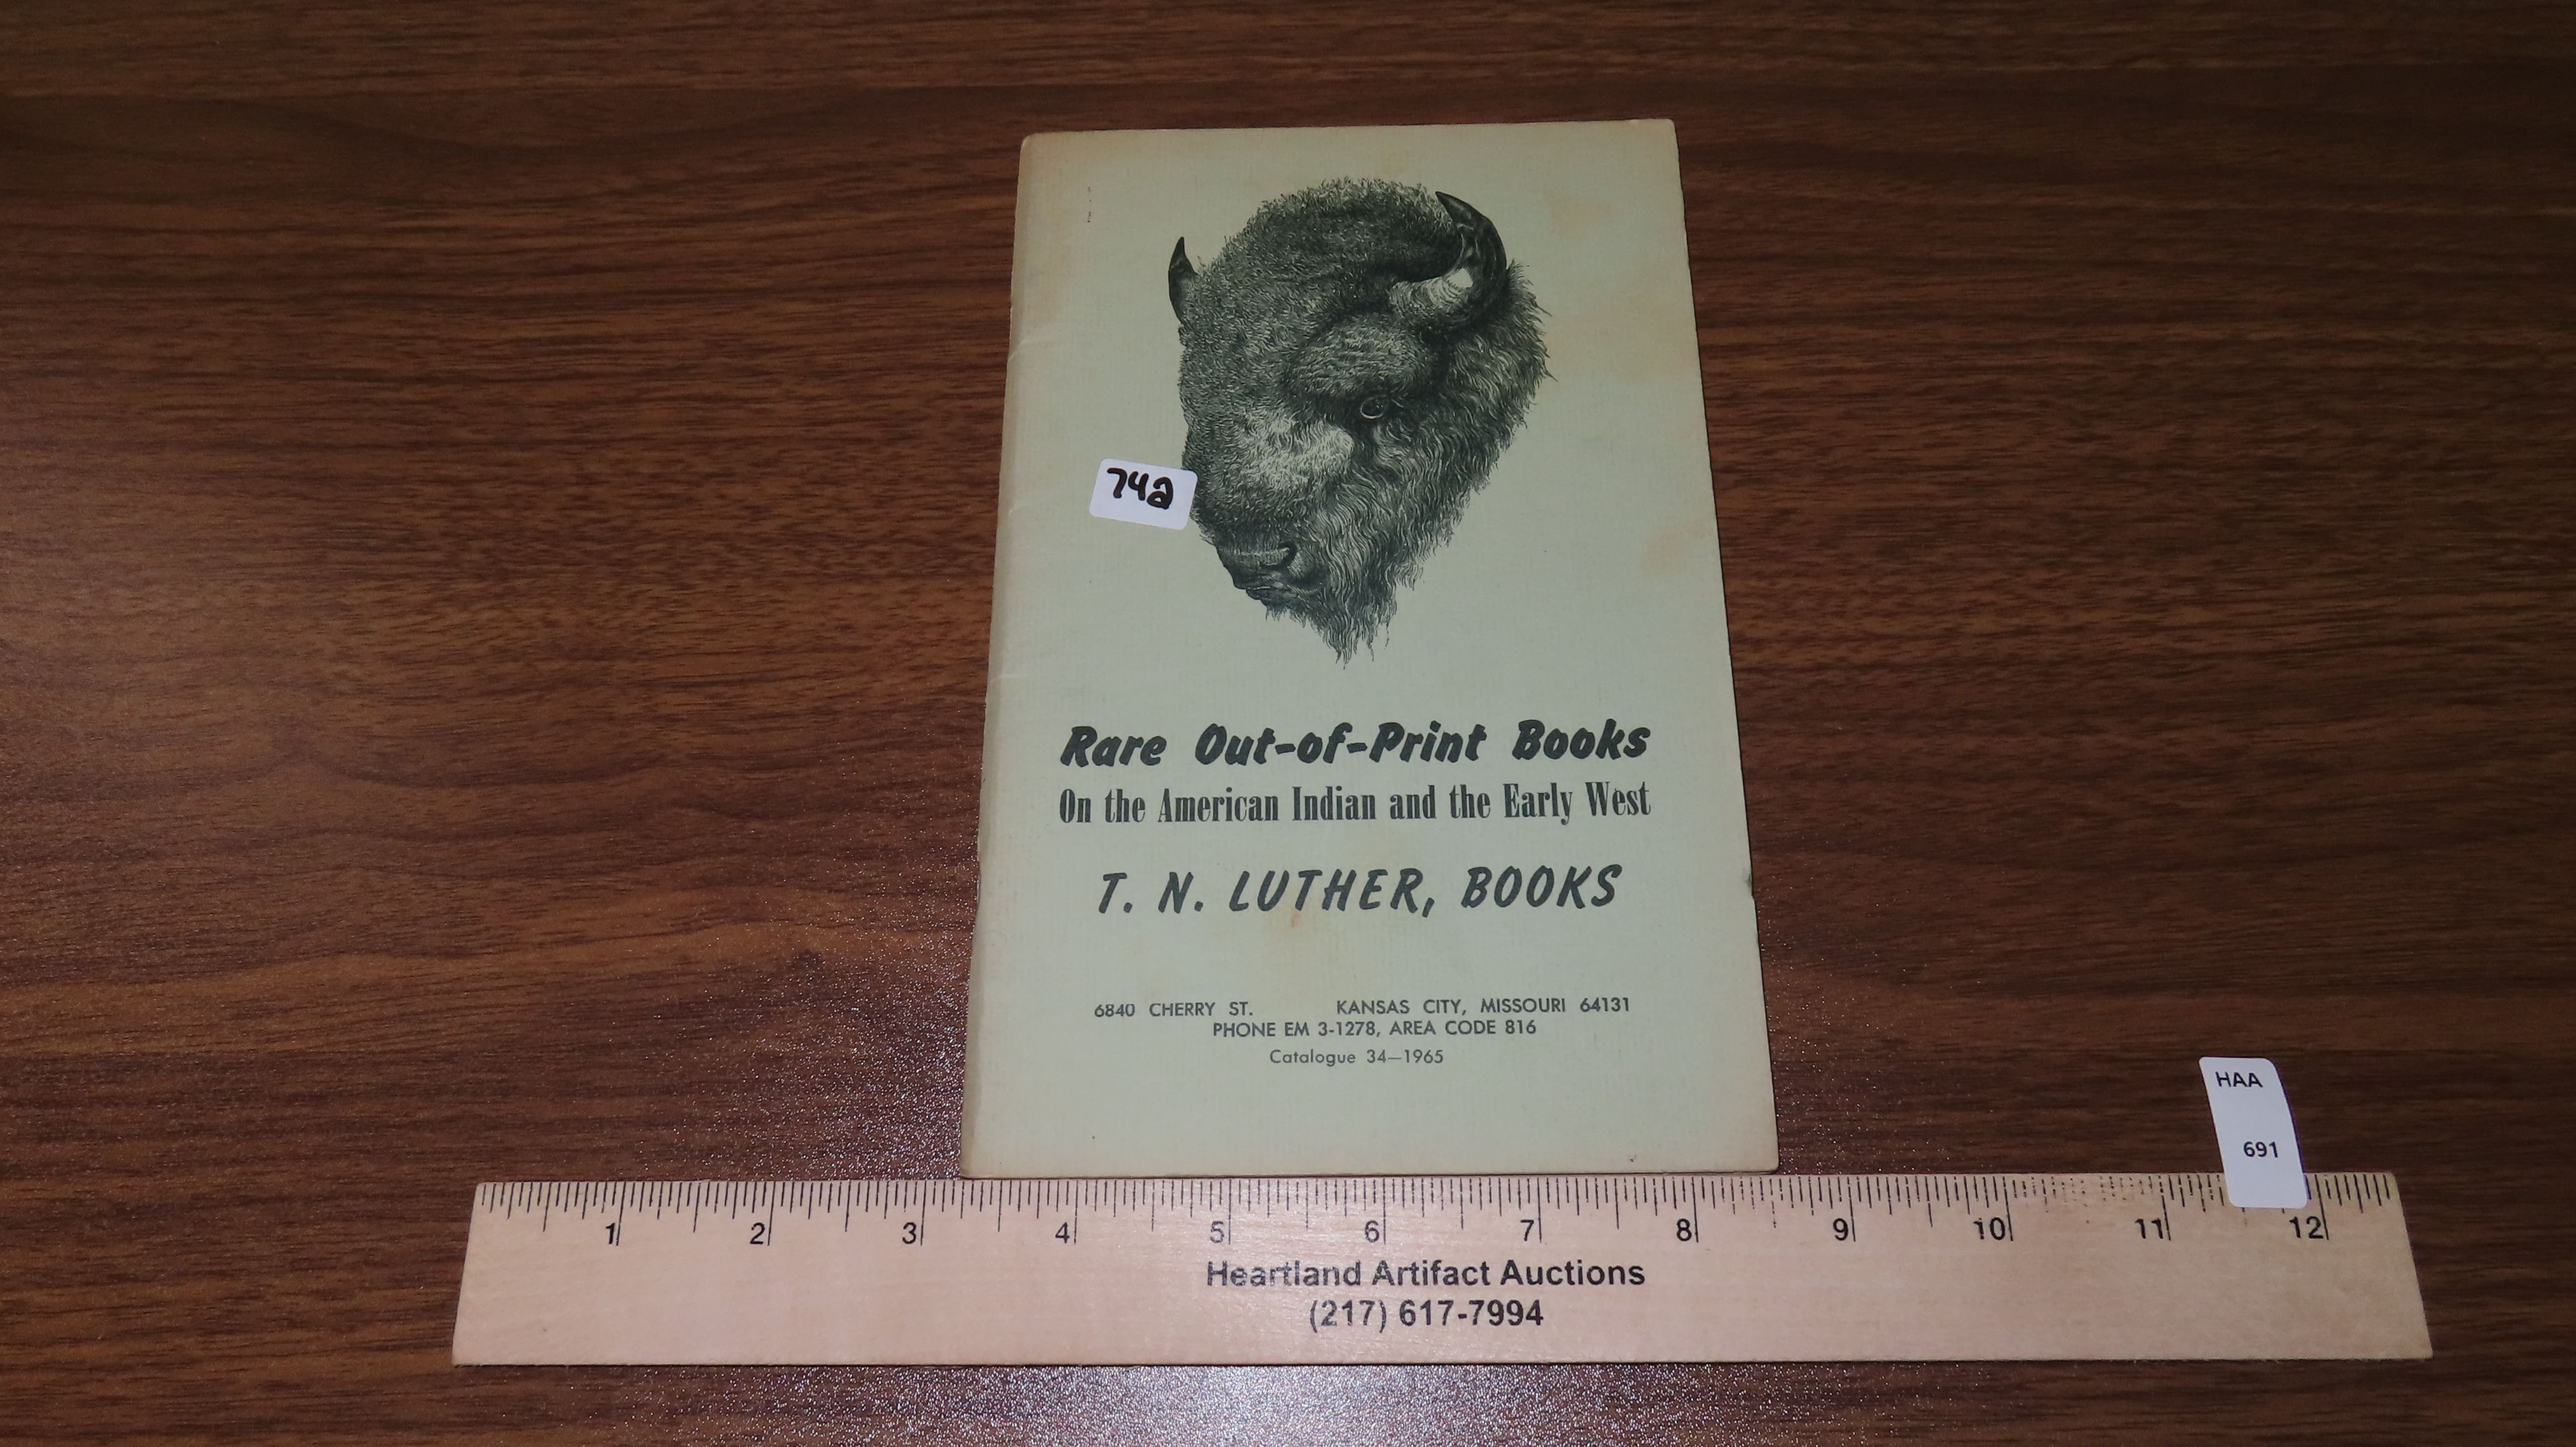 742
Rare Out-of-Print Books
On the American Indian and the Early West
T. N. LUTHER, BOOKS
6840 CHERRY ST. KANSAS CITY, MISSOURI 64131
PHONE EM 3-1278, AREA CODE 816
Catalogue 34—1965
HAA
691
1 2 3 4 5 6 7 8 9 10 11 12
Heartland Artifact Auctions
(217) 617-7994